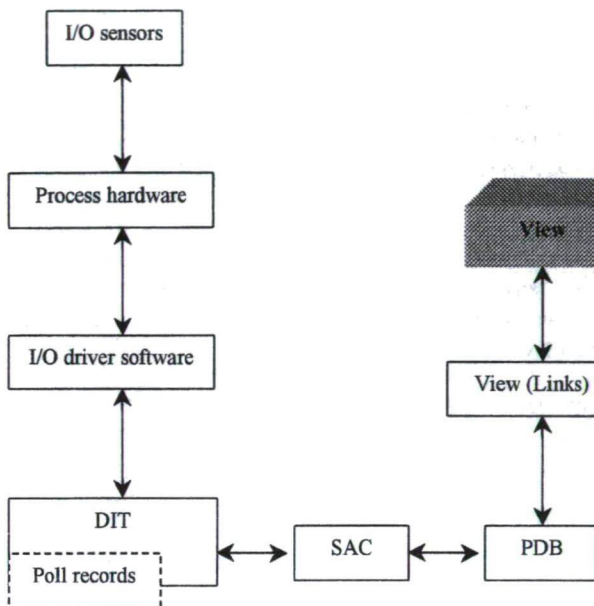 I/O sensors
Process hardware
View
I/O driver software
View (Links)
DIT
SAC
PDB
Poll records